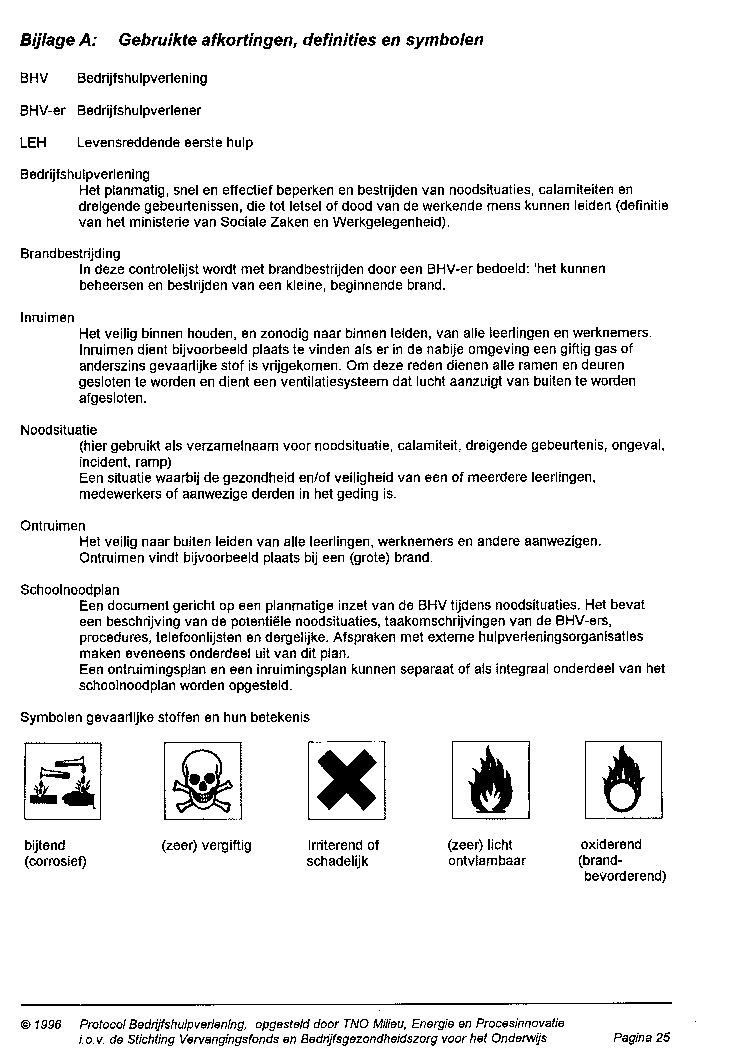 Bijlage A: Gebruikte afkortingen, definities en symbolen
BHV Bedrijfshulpverlening
BHV-er Bedrijfshulpverlener
LEH Levensreddende eerste hulp
Bedrijfshulpverlening
Het planmatig, snel en effectief beperken en bestrijden van noodsituaties, calamiteiten en
dreigende gebeurtenissen, die tot letsel of dood van de werkende mens kunnen leiden (definitie
van het ministerie van Sociale Zaken en Werkgelegenheid).
Brandbestrijding
In deze controlelijst wordt met brandbestrijden door een BHV-er bedoeld: 'het kunnen
beheersen en bestrijden van een kleine, beginnende brand.
Inruimen
Het veilig binnen houden, en zonodig naar binnen leiden, van alle leerlingen en werknemers.
Inruimen dient bijvoorbeeld plaats te vinden als er in de nabije omgeving een giftig gas of
anderszins gevaarlijke stof is vrijgekomen. Om deze reden dienen alle ramen en deuren
gesloten te worden en dient een ventilatiesysteem dat lucht aanzuigt van buiten te worden
afgesloten.
Noodsituatie
(hier gebruikt als verzamelnaam voor noodsituatie, calamiteit, dreigende gebeurtenis, ongeval,
incident, ramp)
Een situatie waarbij de gezondheid en/of veiligheid van een of meerdere leerlingen,
medewerkers of aanwezige derden in het geding is.
Ontruimen
Het veilig naar buiten leiden van alle leerlingen, werknemers en andere aanwezigen.
Ontruimen vindt bijvoorbeeld plaats bij een (grote) brand.
Schoolnoodplan
Een document gericht op een planmatige inzet van de BHV tijdens noodsituaties. Het bevat
een beschrijving van de potentiële noodsituaties, taakomschrijvingen van de BHV-ers,
procedures, telefoonlijsten en dergelijke. Afspraken met externe hulpverleningsorganisaties
maken eveneens onderdeel uit van dit plan.
Een ontruimingsplan en een inruimingsplan kunnen separaat of als integraal onderdeel van het
schoolnoodplan worden opgesteld.
Symbolen gevaarlijke stoffen en hun betekenis
bijtend (zeer) vergiftig Irriterend of (zeer) licht oxiderend
(corrosief) schadelijk ontvlambaar (brand-
bevorderend)
© 1996 Protocol Bedrijfshulpverlening, opgesteld door TNO Milieu, Energie en Procesinnovatie
i.o.v. de Stichting Vervangingsfonds en Bedrijfsgezondheidszorg voor het Onderwijs Pagina 25